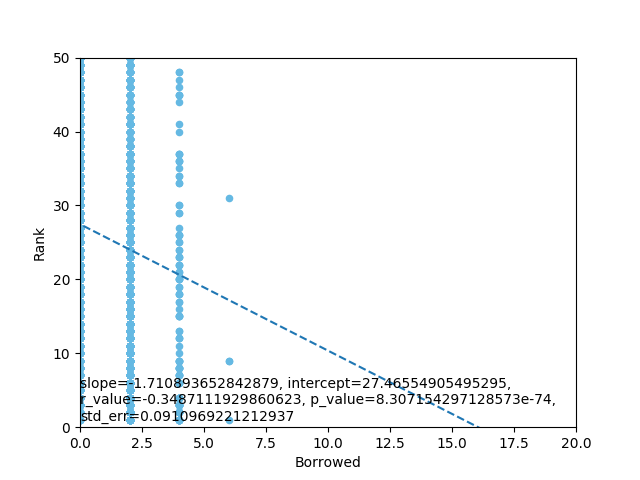 50
40
30
20
10
0
Rank
slope=-1.710893652842879, intercept=27.46554905495295,
r_value=-0.3487111929860623, p_value=8.307154297128573e-74,
std_err=0.0910969221212937
0.0 2.5 5.0 7.5 10.0 12.5 15.0 17.5 20.0
Borrowed